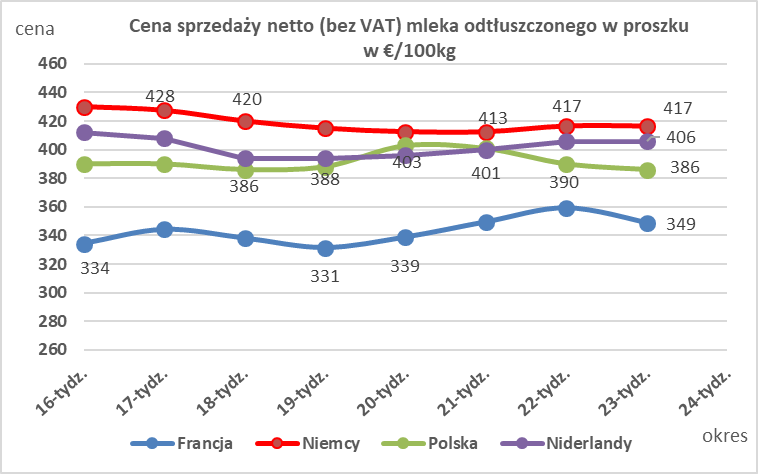 cena
Cena sprzedaży netto (bez VAT) mleka odtłuszczonego w proszku
w €/100kg
460
440
420
400
380
360
340
320
300
280
260
428
420
413
417
417
406
386
388
403
401
390
386
334
331
339
349
16-tydz.
17-tydz.
18-tydz.
19-tydz.
20-tydz.
21-tydz.
22-tydz.
23-tydz.
24-tydz.
okres
Francja Niemcy Polska Niderlandy